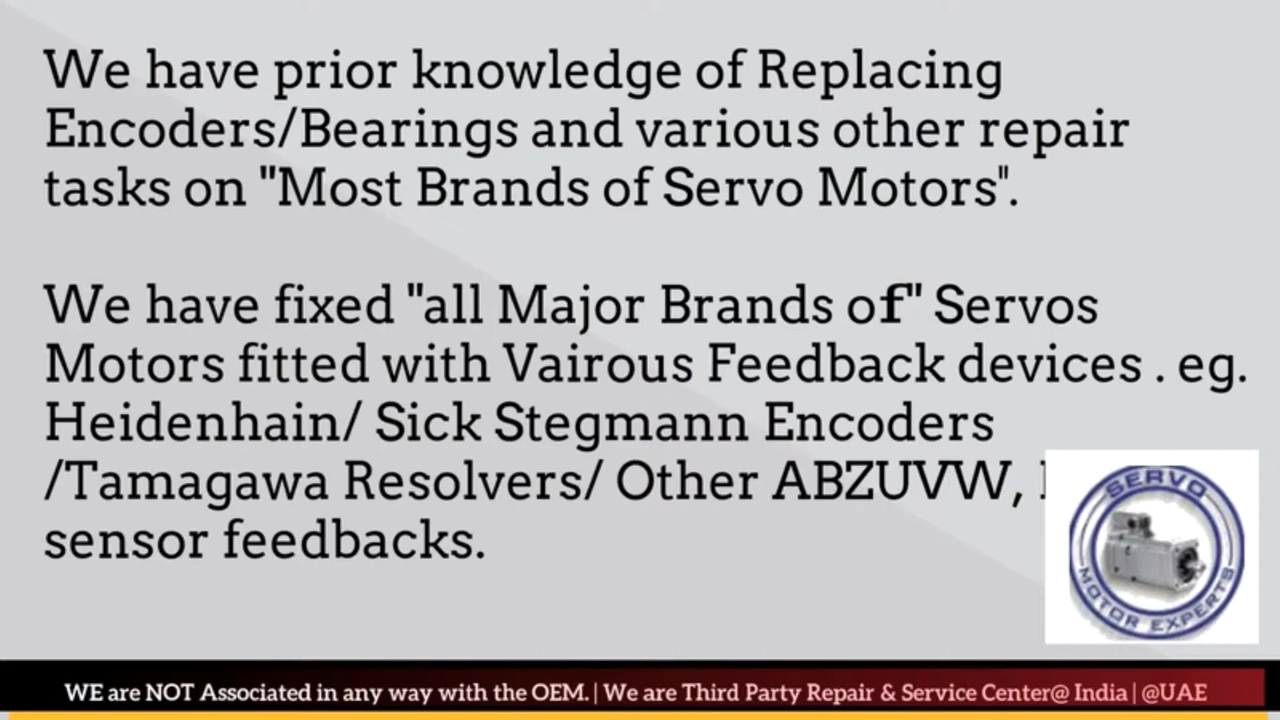 We have prior knowledge of Replacing
Encoders/Bearings and various other repair
tasks on "Most Brands of Servo Motors".
We have fixed "all Major Brands of" Servos
Motors fitted with Vairous Feedback devices . eg.
Heidenhain/ Sick Stegmann Encoders
/Tamagawa Resolvers/ Other ABZUVW,
sensor feedbacks.
SERVO
MOTOR EXPERTS
WE are NOT Associated in any way with the OEM. | We are Third Party Repair & Service Center@ India | @UAE